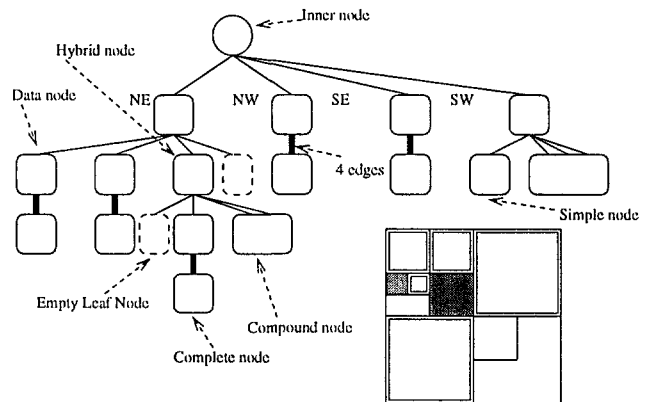 Inner node
Hybrid node
Data node
NE
NW
SE
SW
4 edges
Simple node
Empty Leaf Node
Compound node
Complete node